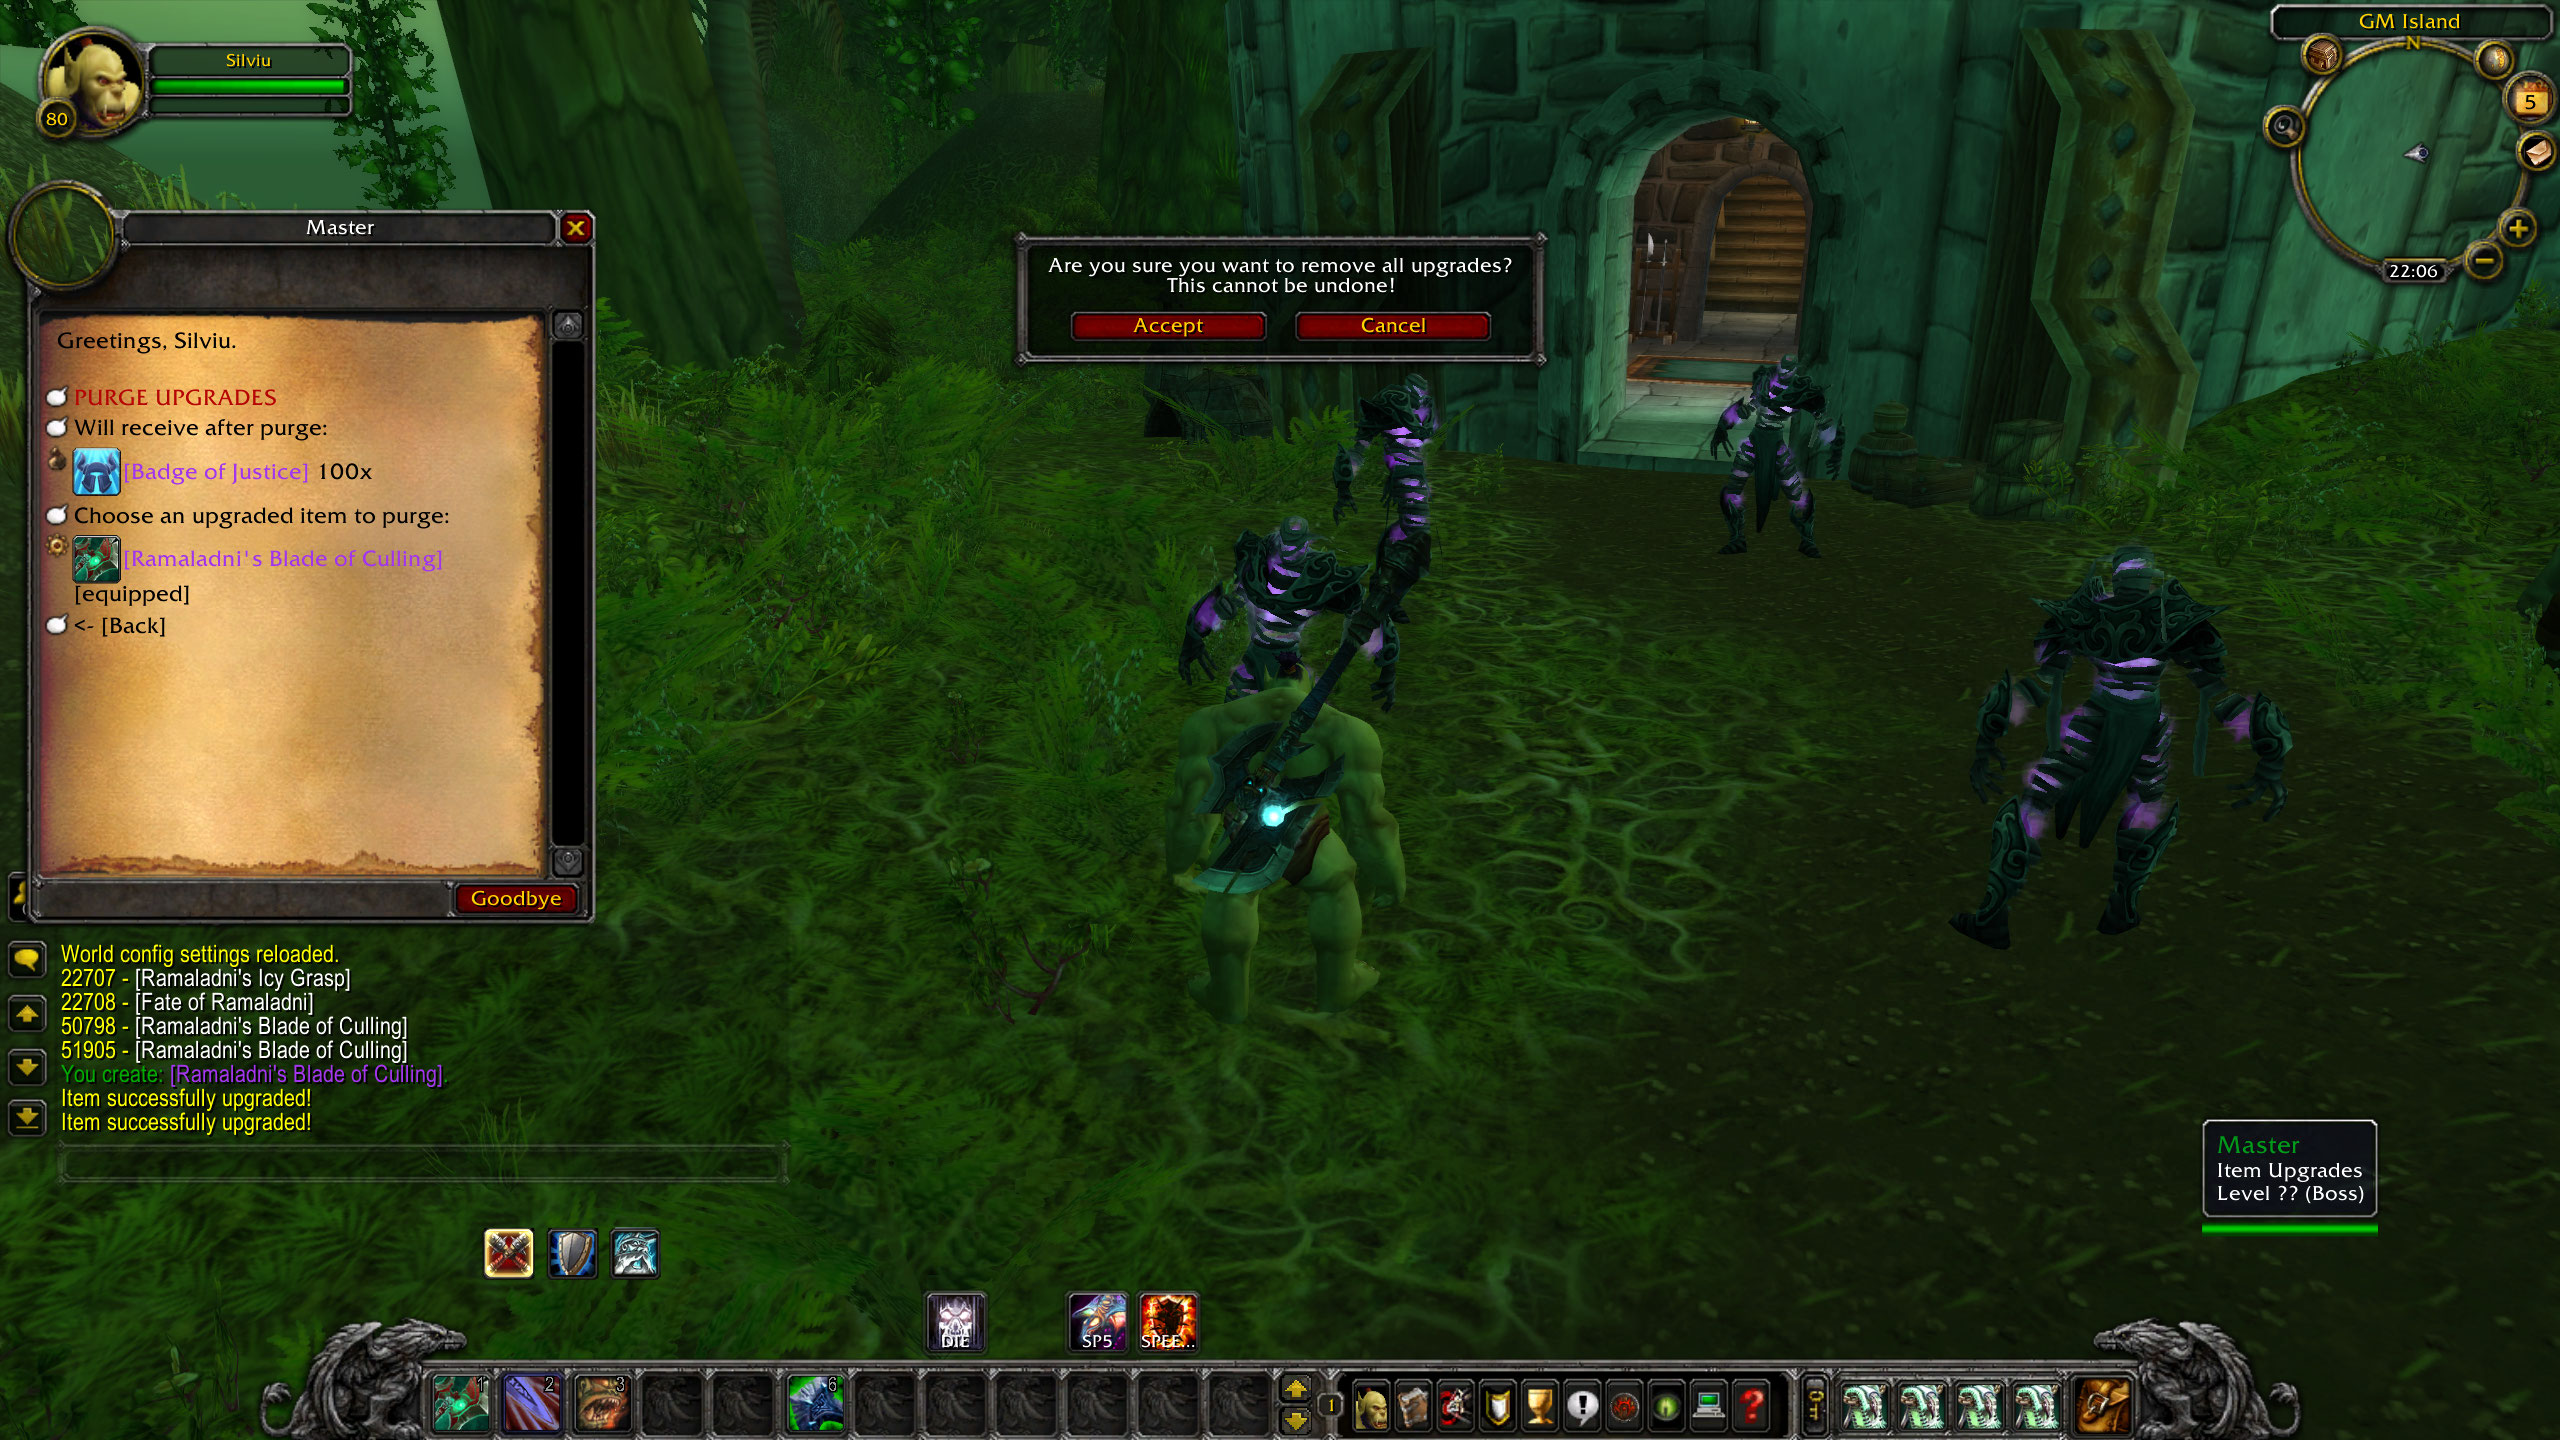 Silviu
80
GM Island
N
5
22:06
Master
Are you sure you want to remove all upgrades?
This cannot be undone!
Accept
Cancel
Greetings, Silviu.
PURGE UPGRADES
Will receive after purge:
[Badge of Justice] 100x
Choose an upgraded item to purge:
[Ramaladni's Blade of Culling]
[equipped]
<- [Back]
Goodbye
World config settings reloaded.
22707 - [Ramaladni's Icy Grasp]
22708 - [Fate of Ramaladni]
50798 - [Ramaladni's Blade of Culling]
51905 - [Ramaladni's Blade of Culling]
You create: [Ramaladni's Blade of Culling].
Item successfully upgraded!
Item successfully upgraded!
Master
Item Upgrades
Level ?? (Boss)
DIE
SP5
SPEE...
1
2
3
6
1